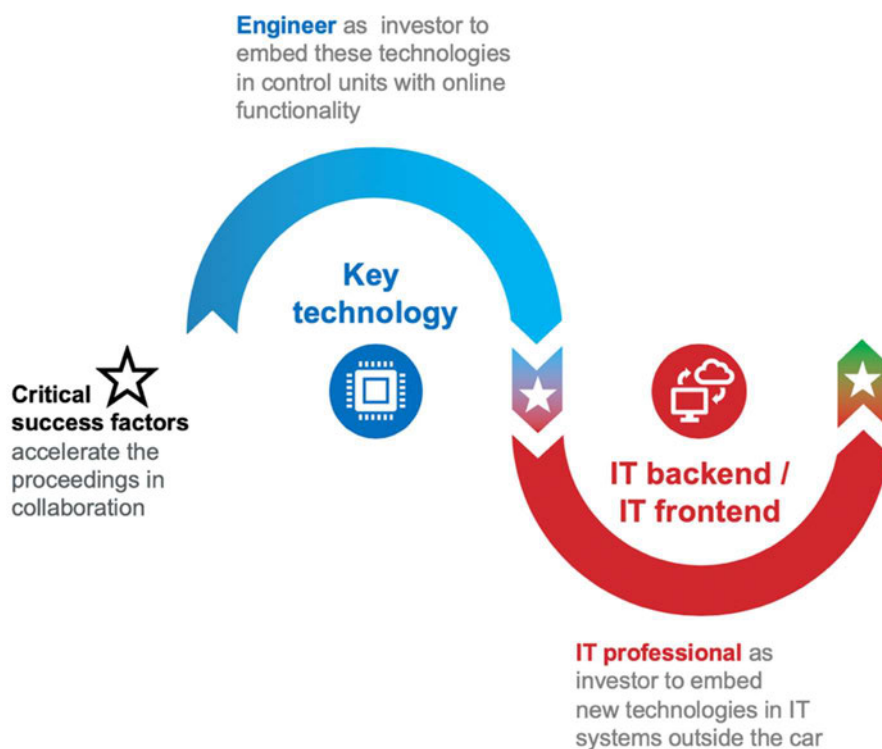 Engineer as investor to
embed these technologies
in control units with online
functionality
Key
technology
Critical
success factors
accelerate the
proceedings in
collaboration
IT backend /
IT frontend
IT professional as
investor to embed
new technologies in IT
systems outside the car